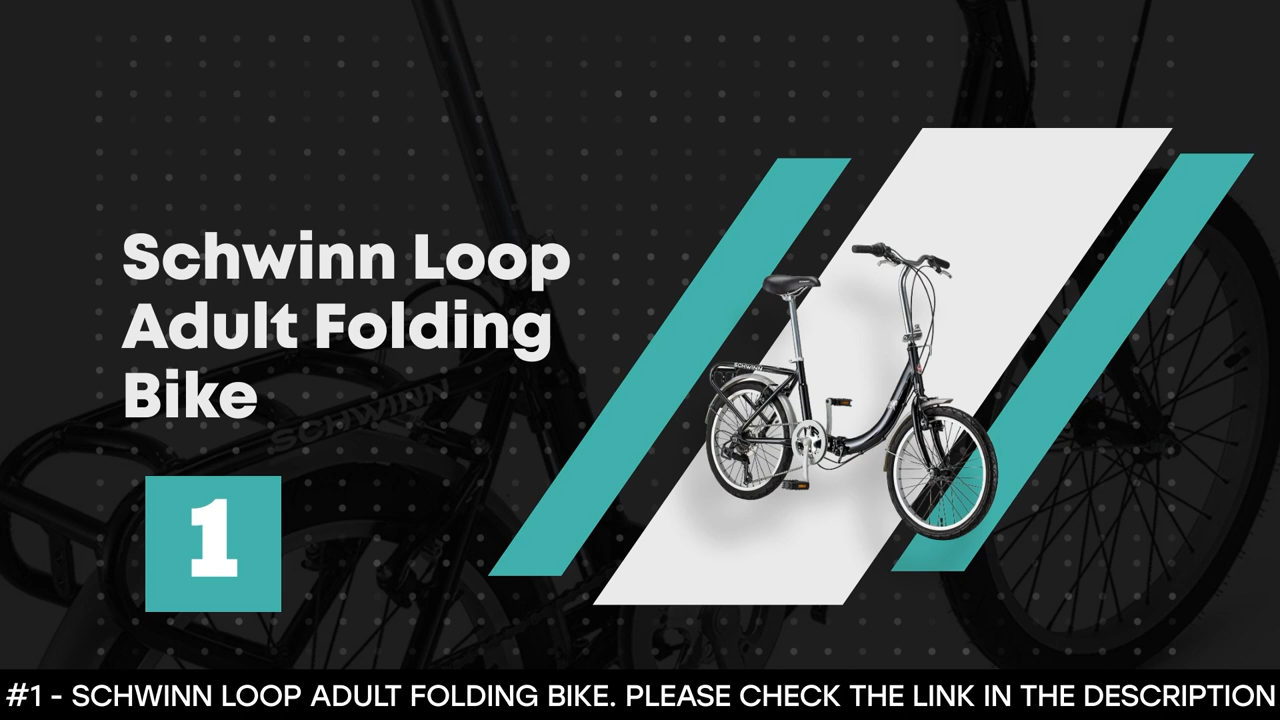 Schwinn Loop
Adult Folding
Bike
SCHWINN
SCHWINN
1
#1 - SCHWINN LOOP ADULT FOLDING BIKE. PLEASE CHECK THE LINK IN THE DESCRIPTION